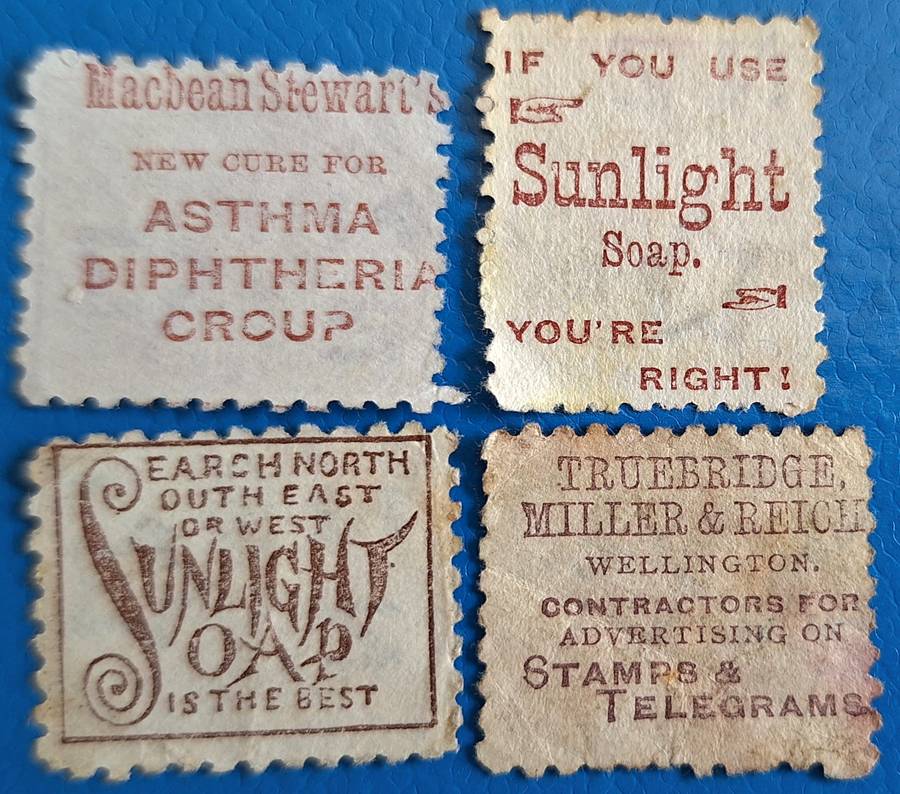 Macbean Stewart's
NEW CURE FOR
ASTHMA
DIPHTHERIA
CROUP
IF YOU USE
Sunlight
Soap.
YOU'RE
RIGHT!
SEARCH NORTH
SOUTH EAST
OR WEST
SUNLIGHT
SOAP
IS THE BEST
TRUEBRIDGE,
MILLER & REICH
WELLINGTON.
CONTRACTORS FOR
ADVERTISING ON
STAMPS &
TELEGRAMS